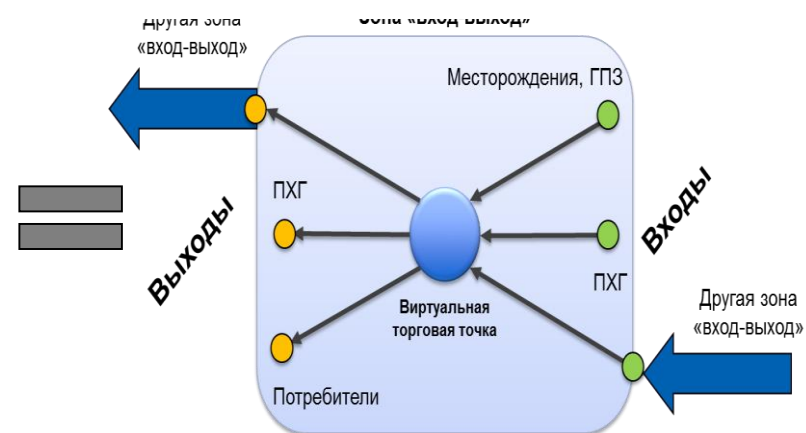 Другая зона
«вход-выход»
Зона «вход-выход»
Месторождения, ГПЗ
ПХГ
Выходы
Входы
ПХГ
Виртуальная
торговая точка
Другая зона
«вход-выход»
Потребители